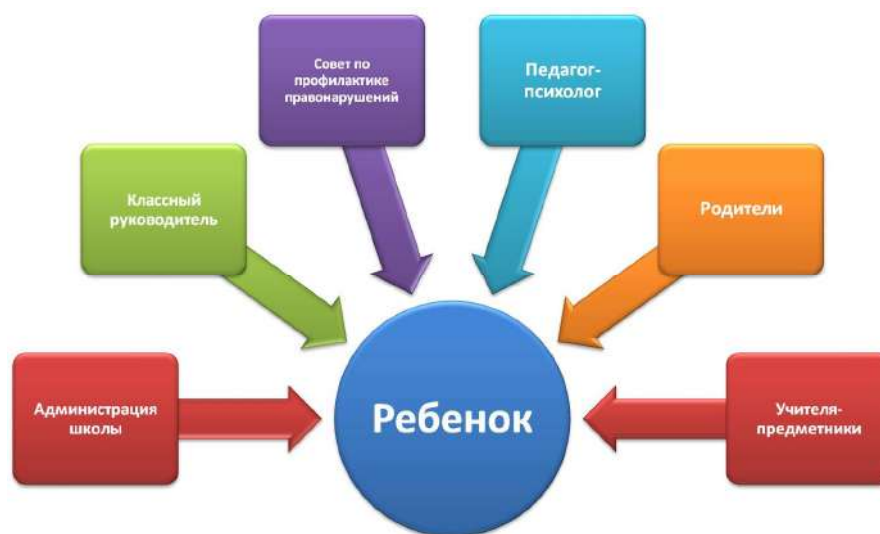 Совет по
профилактике
правонарушений
Педагог-
психолог
Классный
руководитель
Родители
Администрация
школы
Ребенок
Учителя-
предметники